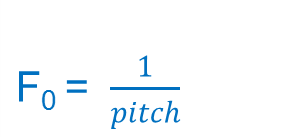 F₀ = 1/pitch